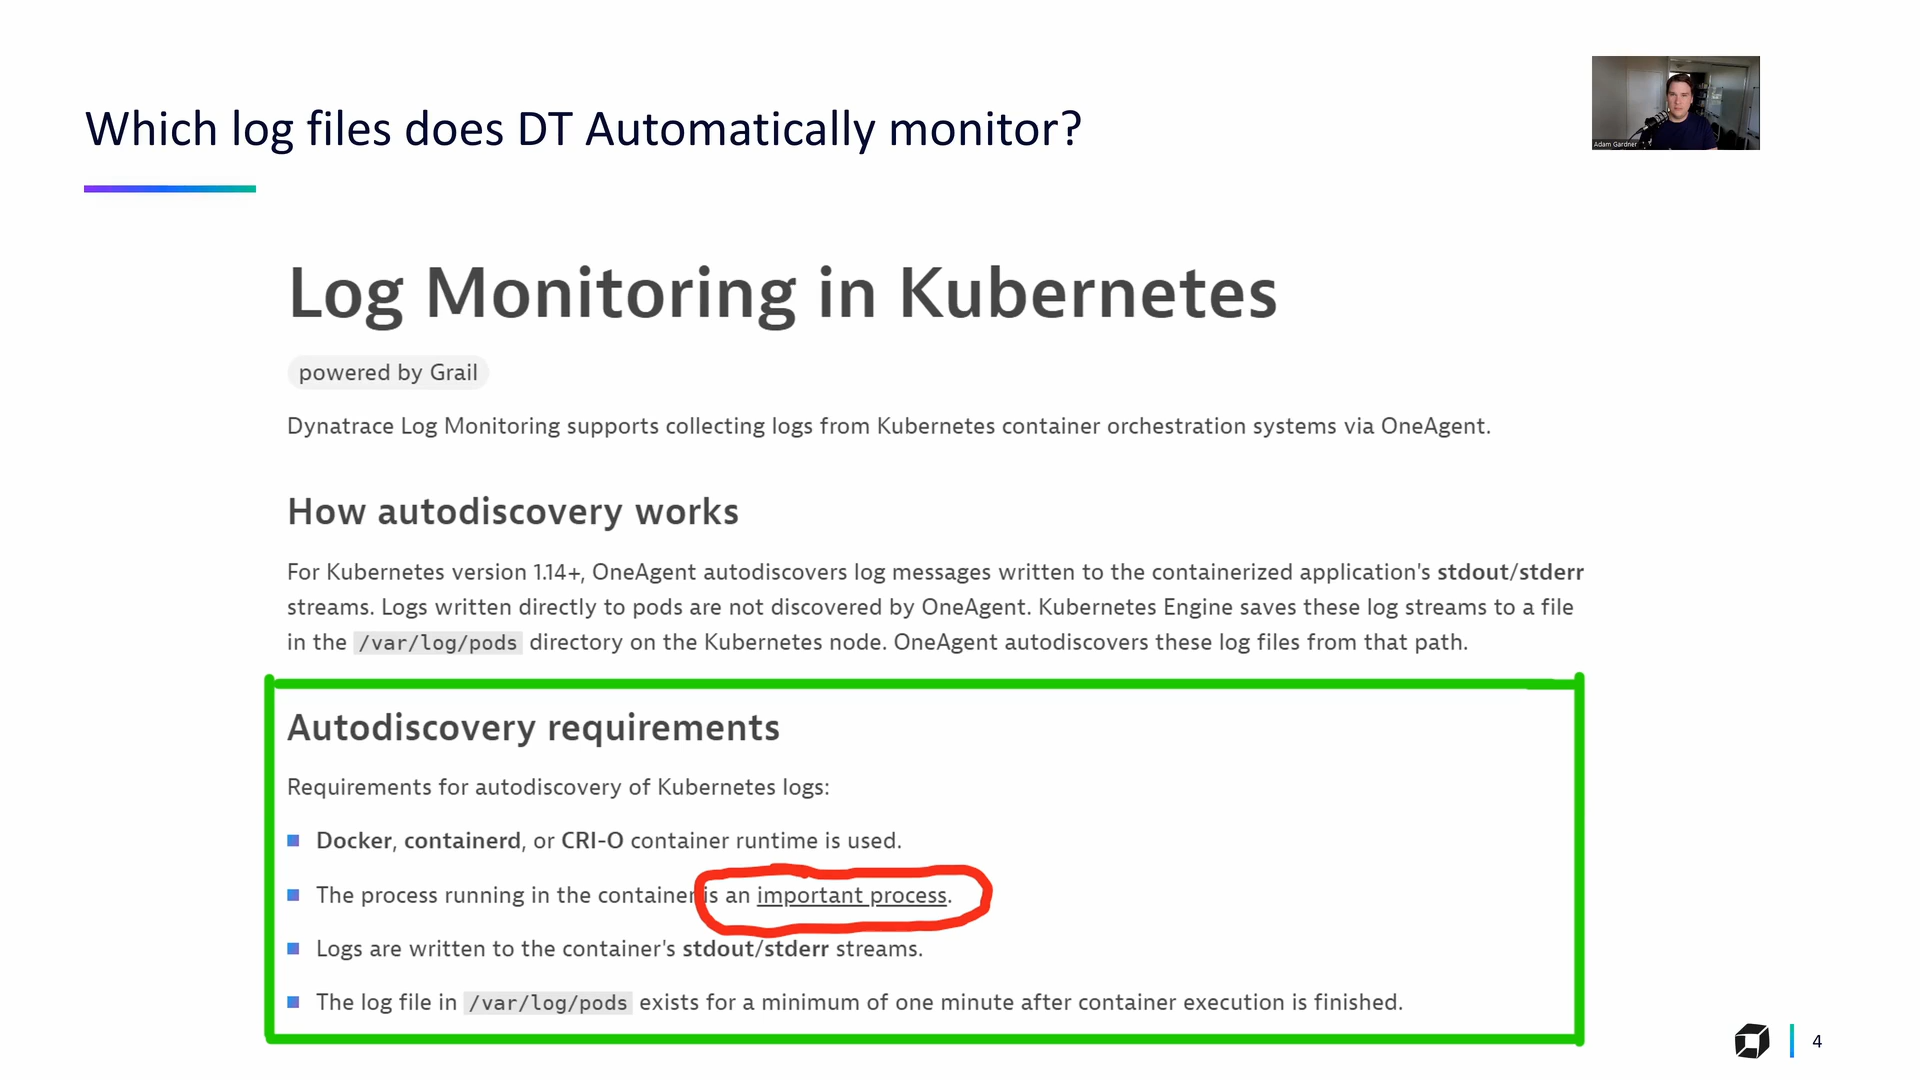 Which log files does DT Automatically monitor?
Adam Gardner
Log Monitoring in Kubernetes
powered by Grail
Dynatrace Log Monitoring supports collecting logs from Kubernetes container orchestration systems via OneAgent.
How autodiscovery works
For Kubernetes version 1.14+, OneAgent autodiscovers log messages written to the containerized application's stdout/stderr
streams. Logs written directly to pods are not discovered by OneAgent. Kubernetes Engine saves these log streams to a file
in the /var/log/pods directory on the Kubernetes node. OneAgent autodiscovers these log files from that path.
Autodiscovery requirements
Requirements for autodiscovery of Kubernetes logs:
Docker, containerd, or CRI-O container runtime is used.
The process running in the container is an important process.
Logs are written to the container's stdout/stderr streams.
The log file in /var/log/pods exists for a minimum of one minute after container execution is finished.
4